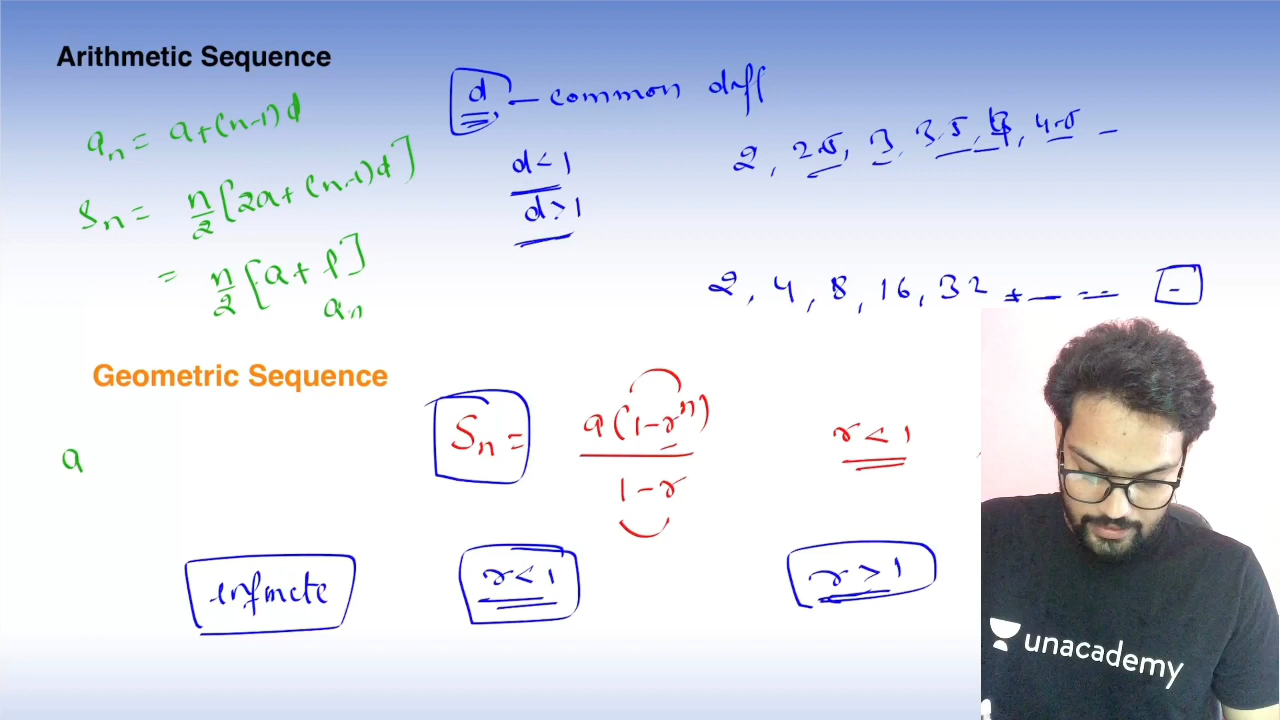 Arithmetic Sequence
aₙ = a+(n-1)d
Sₙ = n/2 [2a+(n-1)d]
= n/2 [a+l]
aₙ
d - common diff
d<1
d>1
2, 2.5, 3, 3.5, 4, 4.5 -
2, 4, 8, 16, 32
Geometric Sequence
a
Sₙ = a(1-rⁿ) / 1-r
r<1
infinite
r<1
r>1
unacademy